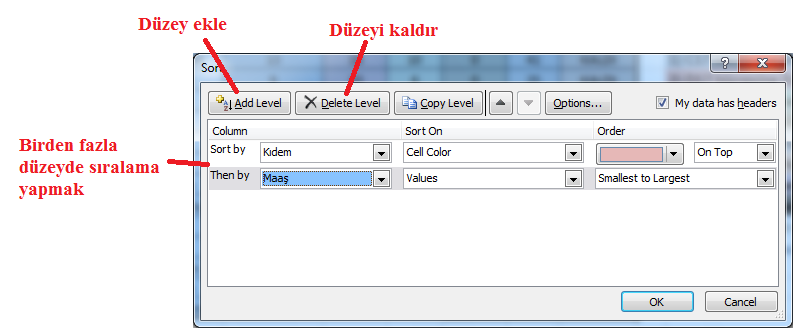 Düzey ekle
Düzeyi kaldır
Sort
Add Level
Delete Level
Copy Level
Options...
My data has headers
Column
Sort On
Order
Sort by
Kıdem
Cell Color
On Top
Birden fazla
düzeyde sıralama
yapmak
Then by
Maaş
Values
Smallest to Largest
OK
Cancel